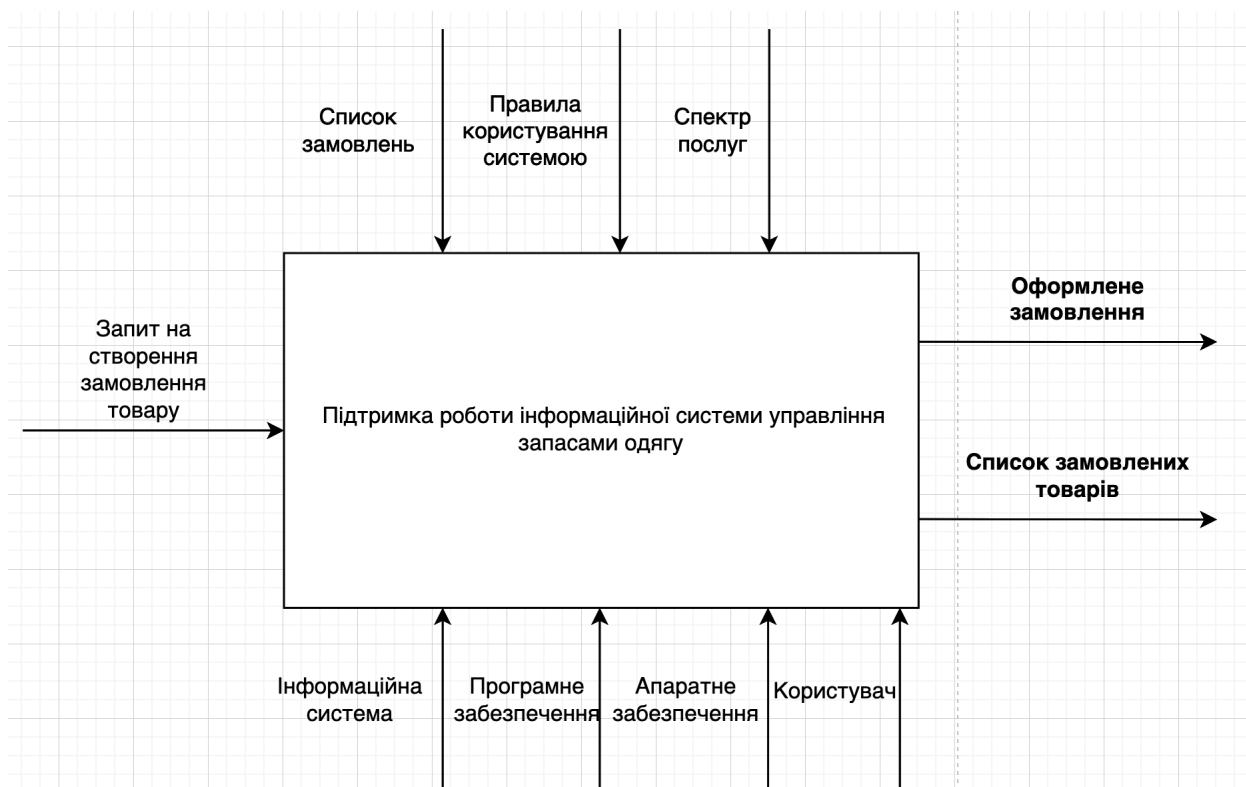 Список
замовлень
Правила
користування
системою
Спектр
послуг
Оформлене
замовлення
Запит на
створення
замовлення
товару
Підтримка роботи інформаційної системи управління
запасами одягу
Список замовлених
товарів
Інформаційна
система
Програмне
забезпечення
Апаратне
забезпечення
Користувач